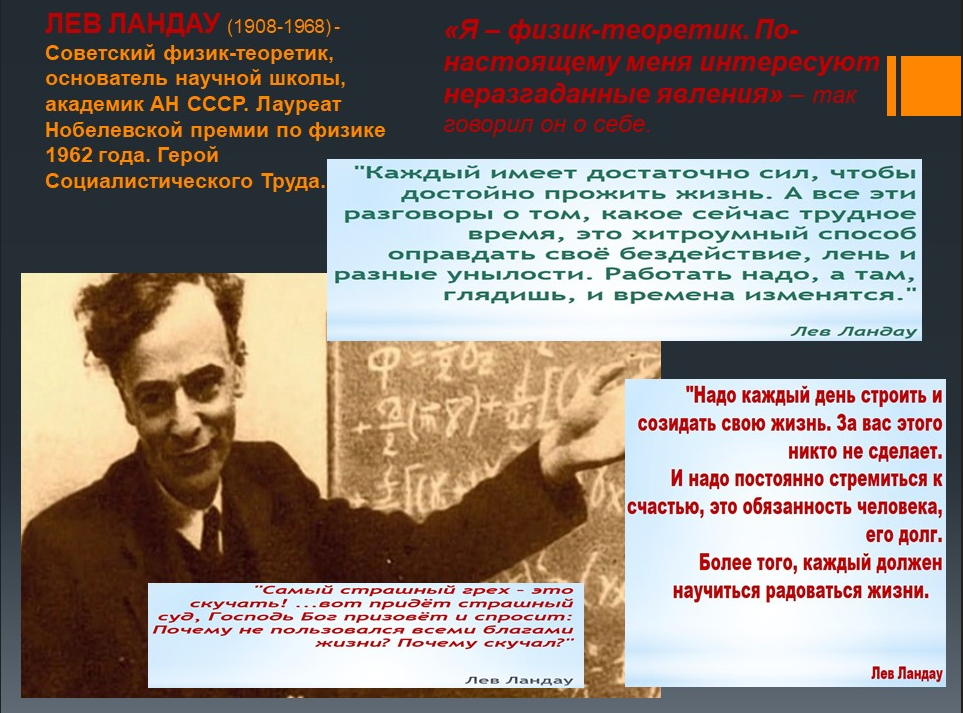 ЛЕВ ЛАНДАУ (1908-1968) -
Советский физик-теоретик,
основатель научной школы,
академик АН СССР. Лауреат
Нобелевской премии по физике
1962 года. Герой
Социалистического Труда.
«Я – физик-теоретик. По-
настоящему меня интересуют
неразгаданные явления» – так
говорил он о себе.
"Каждый имеет достаточно сил, чтобы
достойно прожить жизнь. А все эти
разговоры о том, какое сейчас трудное
время, это хитроумный способ
оправдать своё бездействие, лень и
разные унылости. Работать надо, а там,
глядишь, и времена изменятся."
Лев Ландау
"Надо каждый день строить и
созидать свою жизнь. За вас этого
никто не сделает.
И надо постоянно стремиться к
счастью, это обязанность человека,
его долг.
Более того, каждый должен
научиться радоваться жизни.
Лев Ландау
"Самый страшный грех - это
скучать! ...вот придёт страшный
суд, Господь Бог призовёт и спросит:
Почему не пользовался всеми благами
жизни? Почему скучал?"
Лев Ландау